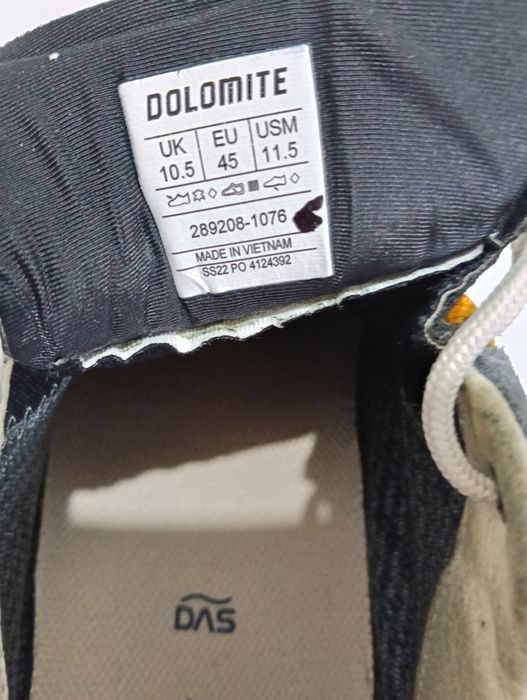 DOLOMITE
UK EU USM
10.5 45 11.5
289208-1076
MADE IN VIETNAM
SS22 PO 4124392
DAS